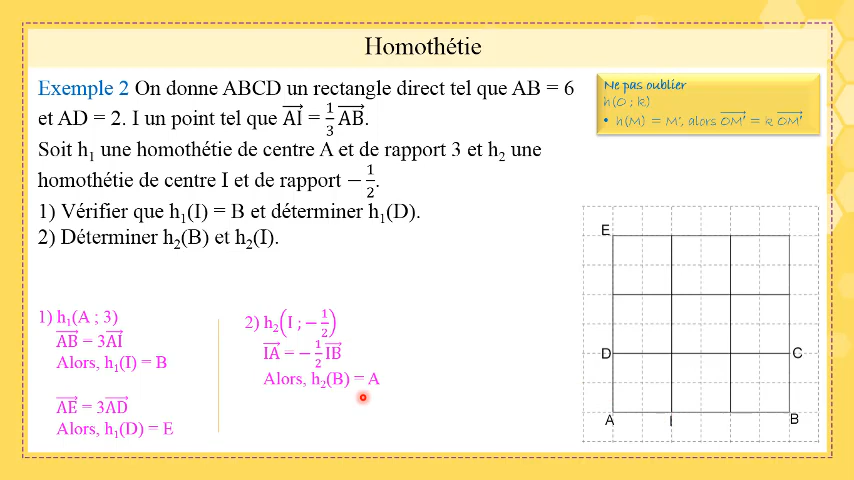 Homothétie
Exemple 2 On donne ABCD un rectangle direct tel que AB = 6
et AD = 2. I un point tel que \(\overrightarrow{AI} = \frac{1}{3}\overrightarrow{AB}\).
Soit h₁ une homothétie de centre A et de rapport 3 et h₂ une
homothétie de centre I et de rapport \(-\frac{1}{2}\).
1) Vérifier que h₁(I) = B et déterminer h₁(D).
2) Déterminer h₂(B) et h₂(I).
Ne pas oublier
h(O ; k)
• h(M) = M', alors \(\overrightarrow{OM'}\) = k \(\overrightarrow{OM'}\)
1) h₁(A ; 3)
\(\overrightarrow{AB} = 3\overrightarrow{AI}\)
Alors, h₁(I) = B
\(\overrightarrow{AE} = 3\overrightarrow{AD}\)
Alors, h₁(D) = E
2) h₂\(\left(I ; -\frac{1}{2}\right)\)
\(\overrightarrow{IA} = -\frac{1}{2}\overrightarrow{IB}\)
Alors, h₂(B) = A
E
D
C
A
I
B